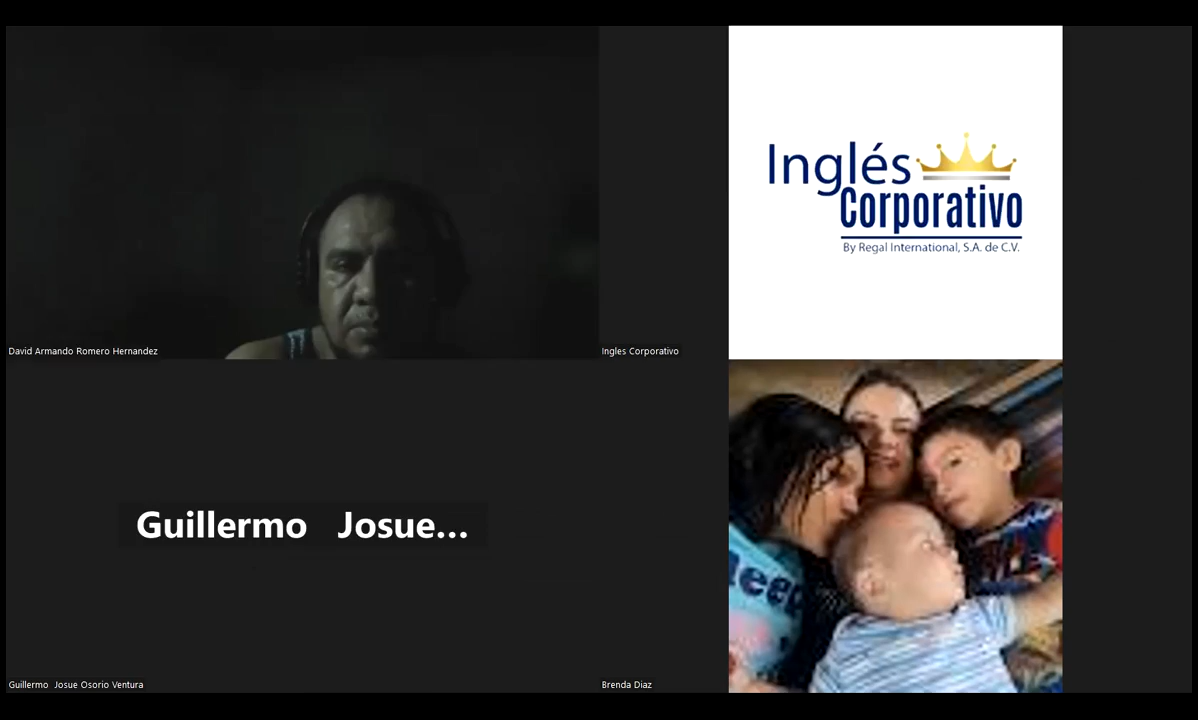 Inglés
Corporativo
By Regal International, S.A. de C.V.
David Armando Romero Hernandez
Ingles Corporativo
Guillermo Josue...
Guillermo Josue Osorio Ventura
Brenda Diaz